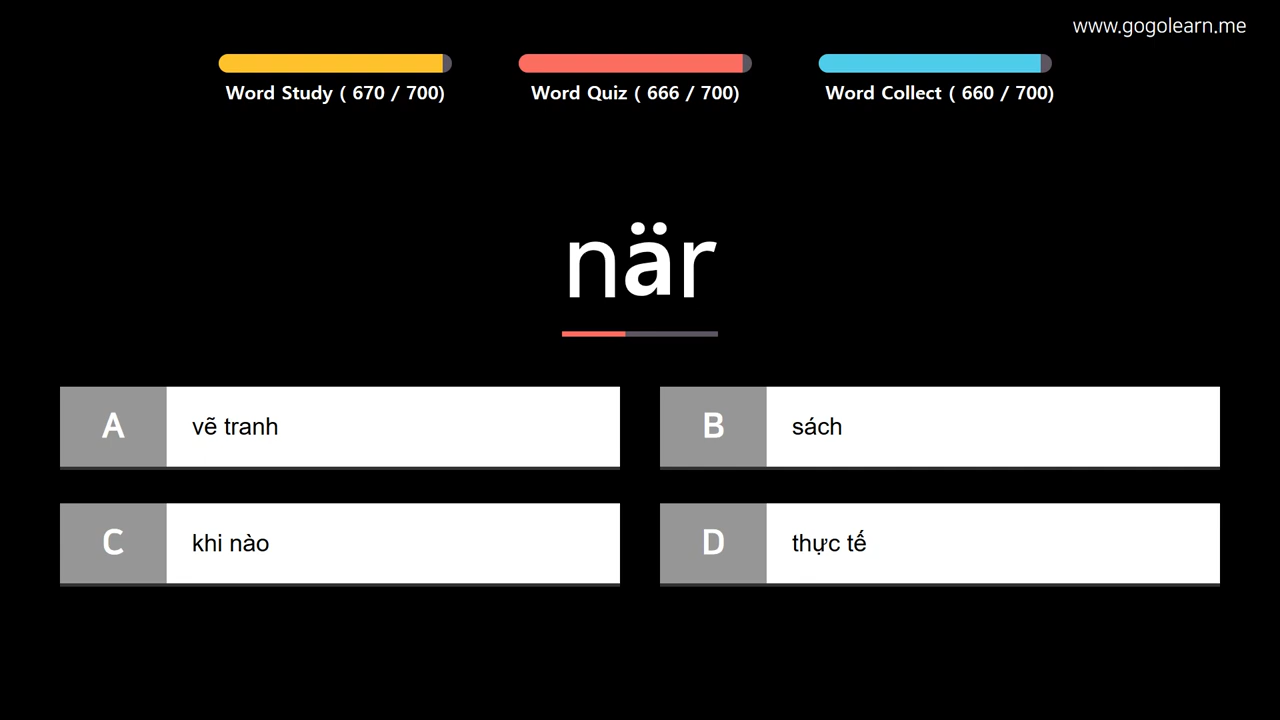 www.gogolearn.me
Word Study ( 670 / 700)
Word Quiz ( 666 / 700)
Word Collect ( 660 / 700)
när
A
vẽ tranh
B
sách
C
khi nào
D
thực tế